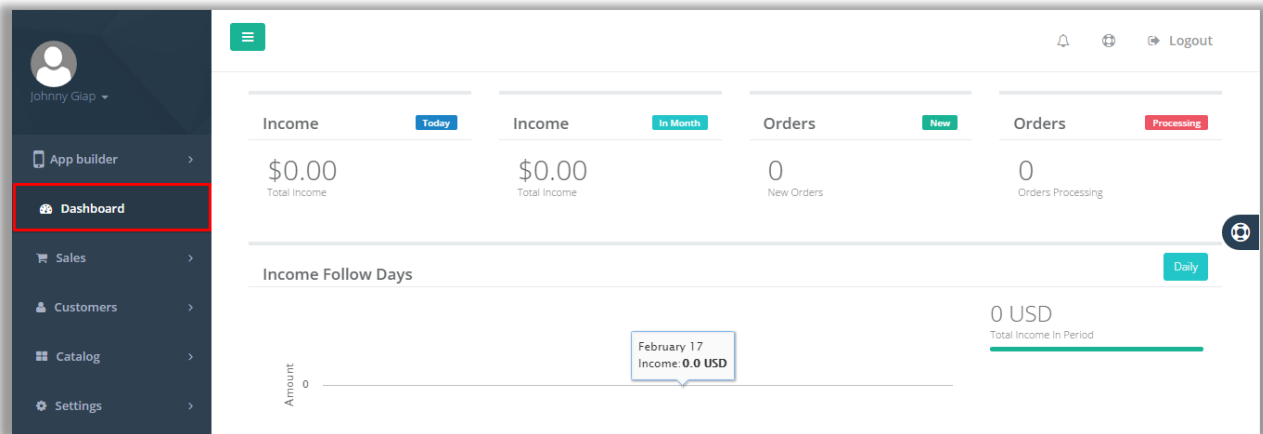 Logout
Johnny Giap
App builder
Dashboard
Sales
Customers
Catalog
Settings
Income Today
$0.00
Total Income
Income In Month
$0.00
Total Income
Orders New
0
New Orders
Orders Processing
0
Orders Processing
Income Follow Days
Daily
0 USD
Total Income In Period
February 17
Income: 0.0 USD
Amount
0